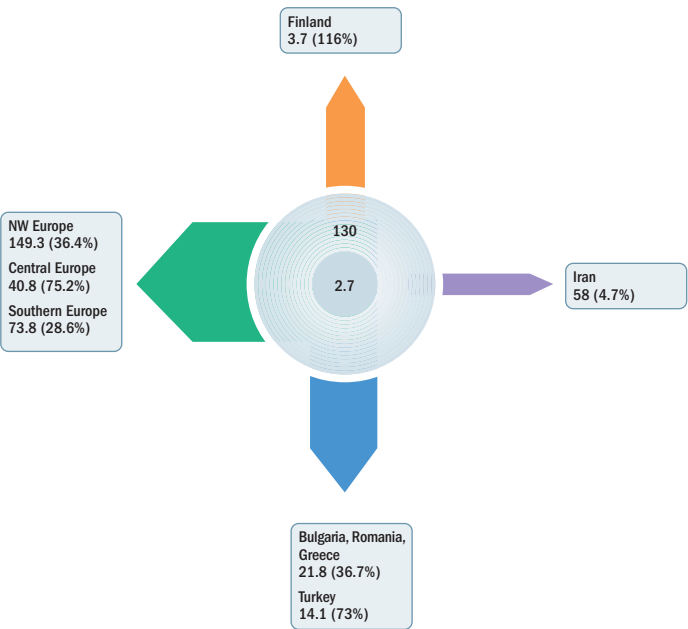 Finland
3.7 (116%)
130
2.7
NW Europe
149.3 (36.4%)
Central Europe
40.8 (75.2%)
Southern Europe
73.8 (28.6%)
Iran
58 (4.7%)
Bulgaria, Romania,
Greece
21.8 (36.7%)
Turkey
14.1 (73%)